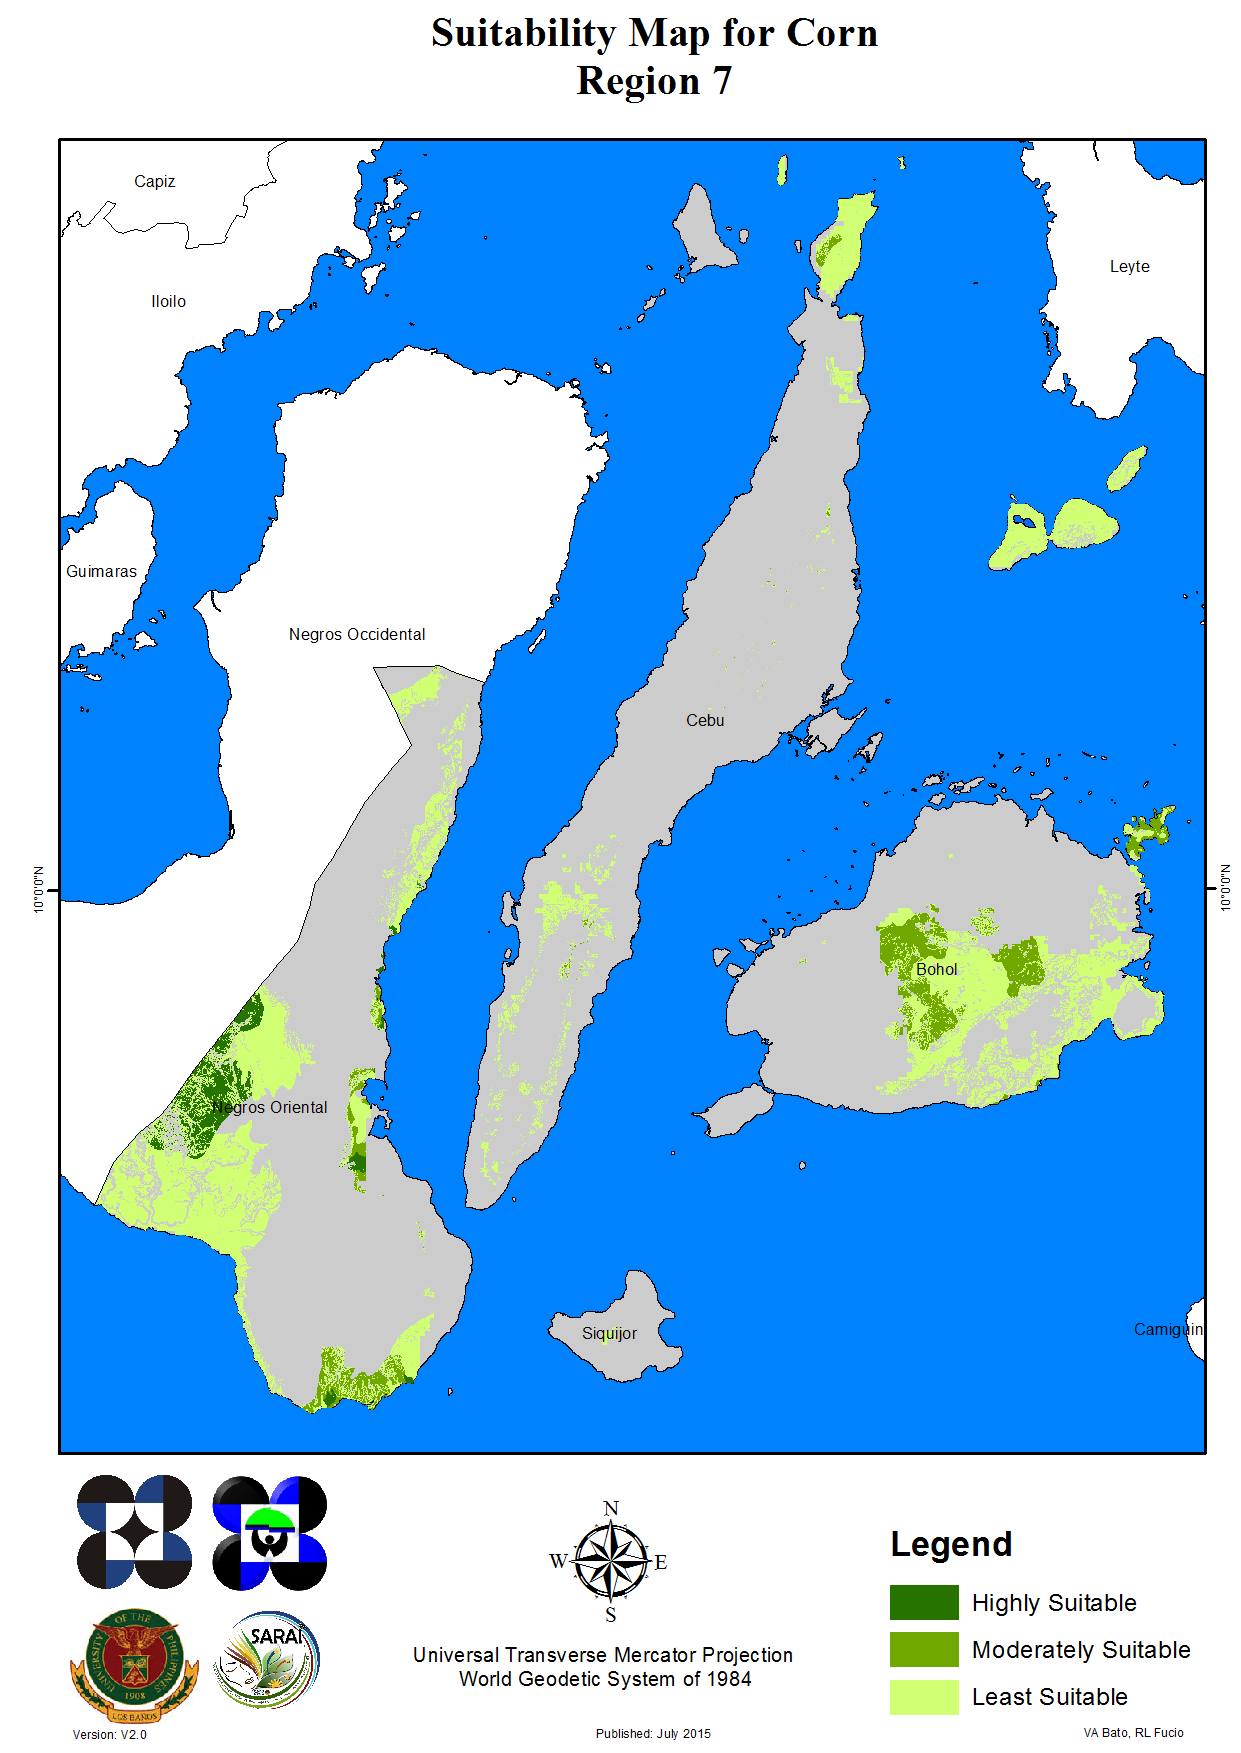 Suitability Map for Corn
Region 7
Capiz
Iloilo
Leyte
Guimaras
Negros Occidental
Cebu
10°0'0"N
10°0'0"N
Bohol
Negros Oriental
Siquijor
Camiguin
N
W
E
S
Legend
Highly Suitable
Moderately Suitable
Least Suitable
UNIVERSITY OF THE PHILIPPINES
1908
LOS BAÑOS
SARAI
Universal Transverse Mercator Projection
World Geodetic System of 1984
Version: V2.0
Published: July 2015
VA Bato, RL Fucio